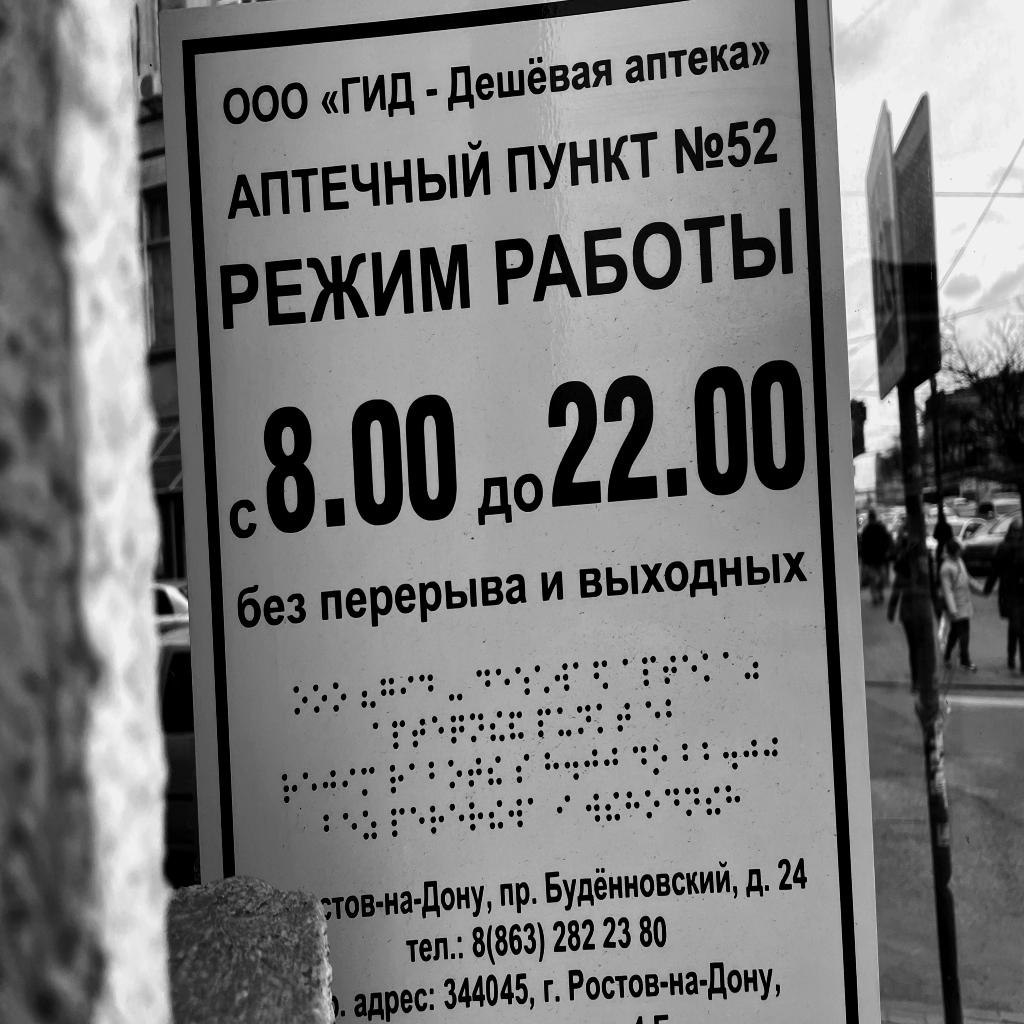 ООО «ГИД - Дешёвая аптека»
АПТЕЧНЫЙ ПУНКТ №52
РЕЖИМ РАБОТЫ
с 8.00 до 22.00
без перерыва и выходных
стов-на-Дону, пр. Будённовский, д. 24
тел.: 8(863) 282 23 80
. адрес: 344045, г. Ростов-на-Дону,